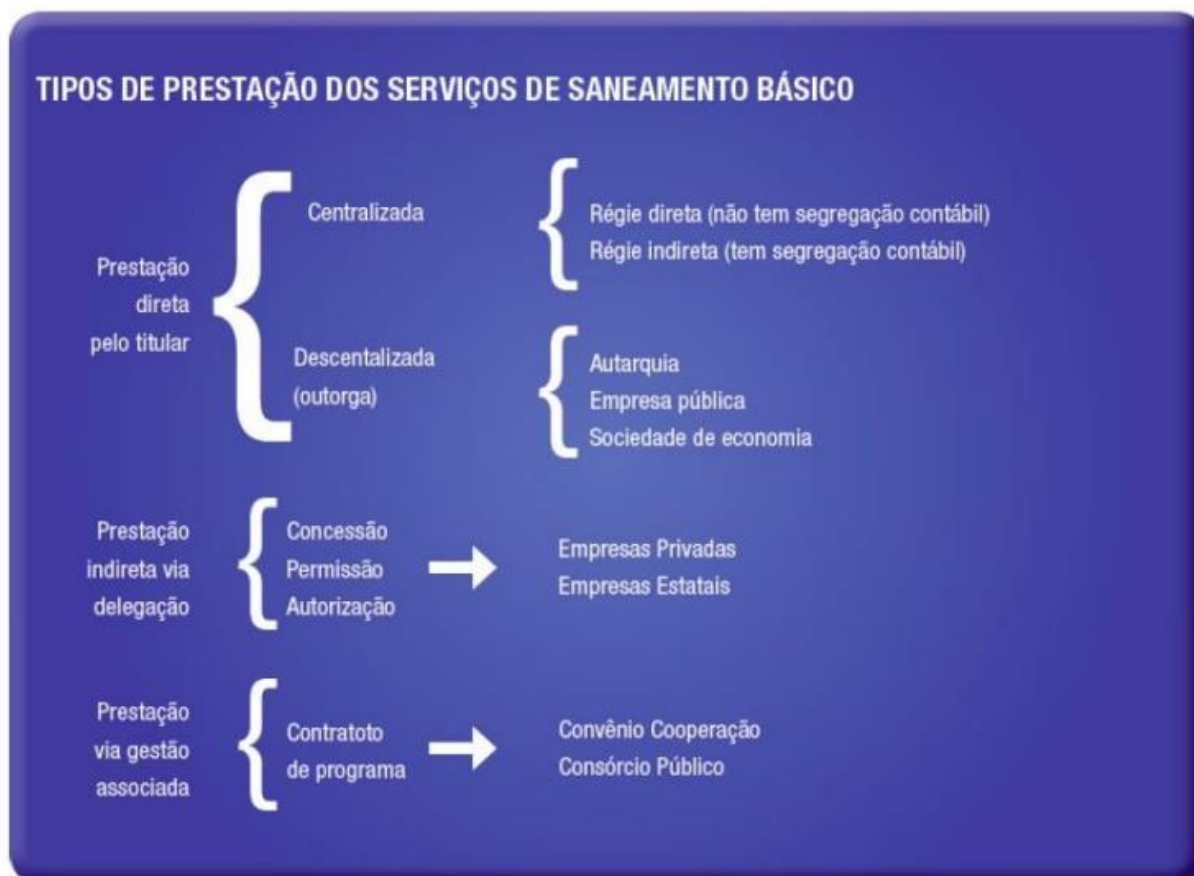 TIPOS DE PRESTAÇÃO DOS SERVIÇOS DE SANEAMENTO BÁSICO
Prestação
direta
pelo titular
Centralizada
Régie direta (não tem segregação contábil)
Régie indireta (tem segregação contábil)
Descentalizada
(outorga)
Autarquia
Empresa pública
Sociedade de economia
Prestação
indireta via
delegação
Concessão
Permissão
Autorização
Empresas Privadas
Empresas Estatais
Prestação
via gestão
associada
Contratoto
de programa
Convênio Cooperação
Consórcio Público